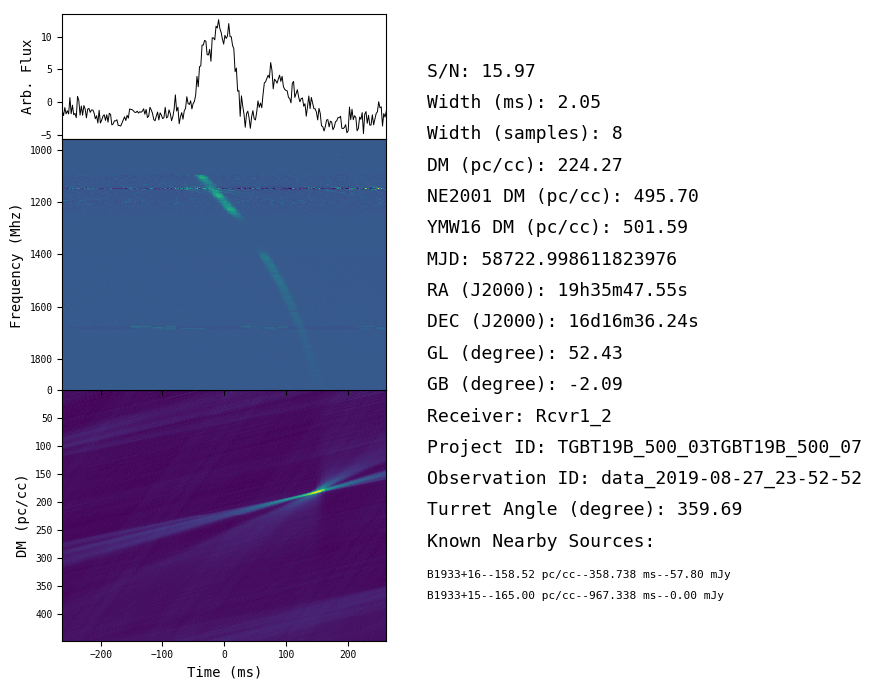 10
5
0
−5
Arb. Flux
1000
1200
1400
1600
1800
Frequency (Mhz)
0
50
100
150
200
250
300
350
400
DM (pc/cc)
−200
−100
0
100
200
Time (ms)
S/N: 15.97
Width (ms): 2.05
Width (samples): 8
DM (pc/cc): 224.27
NE2001 DM (pc/cc): 495.70
YMW16 DM (pc/cc): 501.59
MJD: 58722.998611823976
RA (J2000): 19h35m47.55s
DEC (J2000): 16d16m36.24s
GL (degree): 52.43
GB (degree): -2.09
Receiver: Rcvr1_2
Project ID: TGBT19B_500_03TGBT19B_500_07
Observation ID: data_2019-08-27_23-52-52
Turret Angle (degree): 359.69
Known Nearby Sources:
B1933+16--158.52 pc/cc--358.738 ms--57.80 mJy
B1933+15--165.00 pc/cc--967.338 ms--0.00 mJy